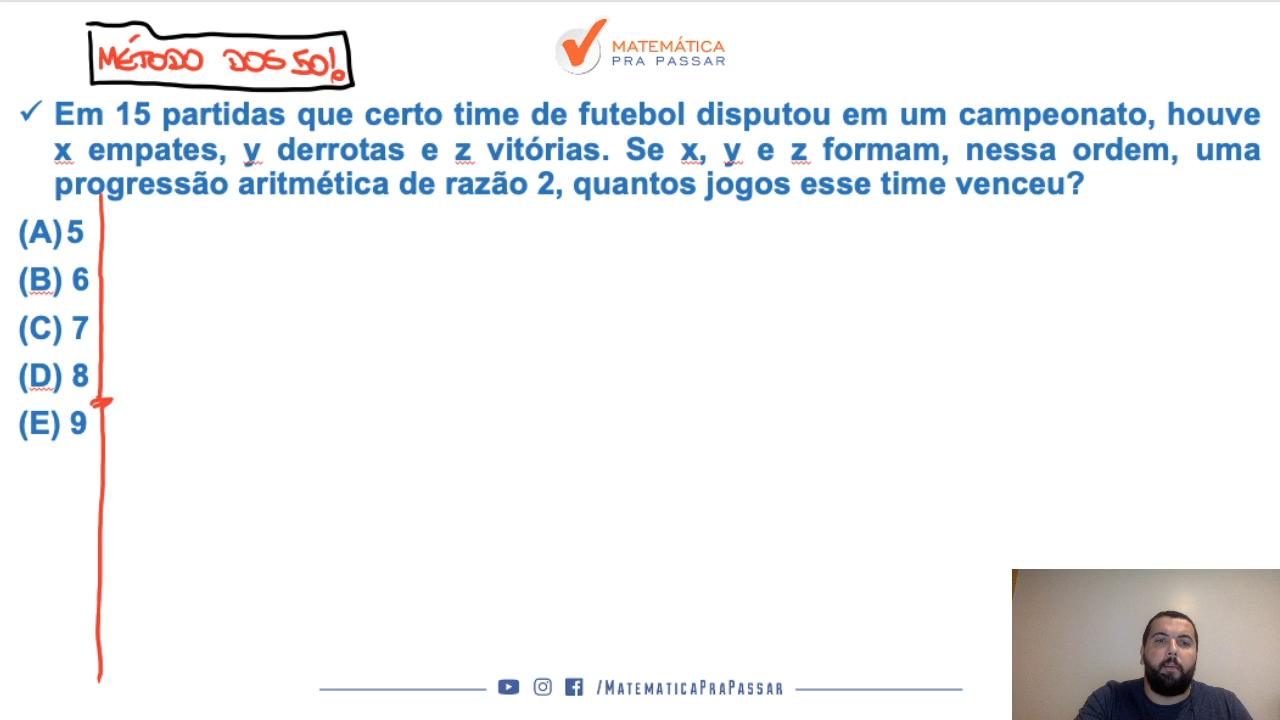 MÉTODO DOS 50!
MATEMÁTICA
PRA PASSAR
✓ Em 15 partidas que certo time de futebol disputou em um campeonato, houve
x empates, y derrotas e z vitórias. Se x, y e z formam, nessa ordem, uma
progressão aritmética de razão 2, quantos jogos esse time venceu?
(A) 5
(B) 6
(C) 7
(D) 8
(E) 9
/MatematicaPraPassar